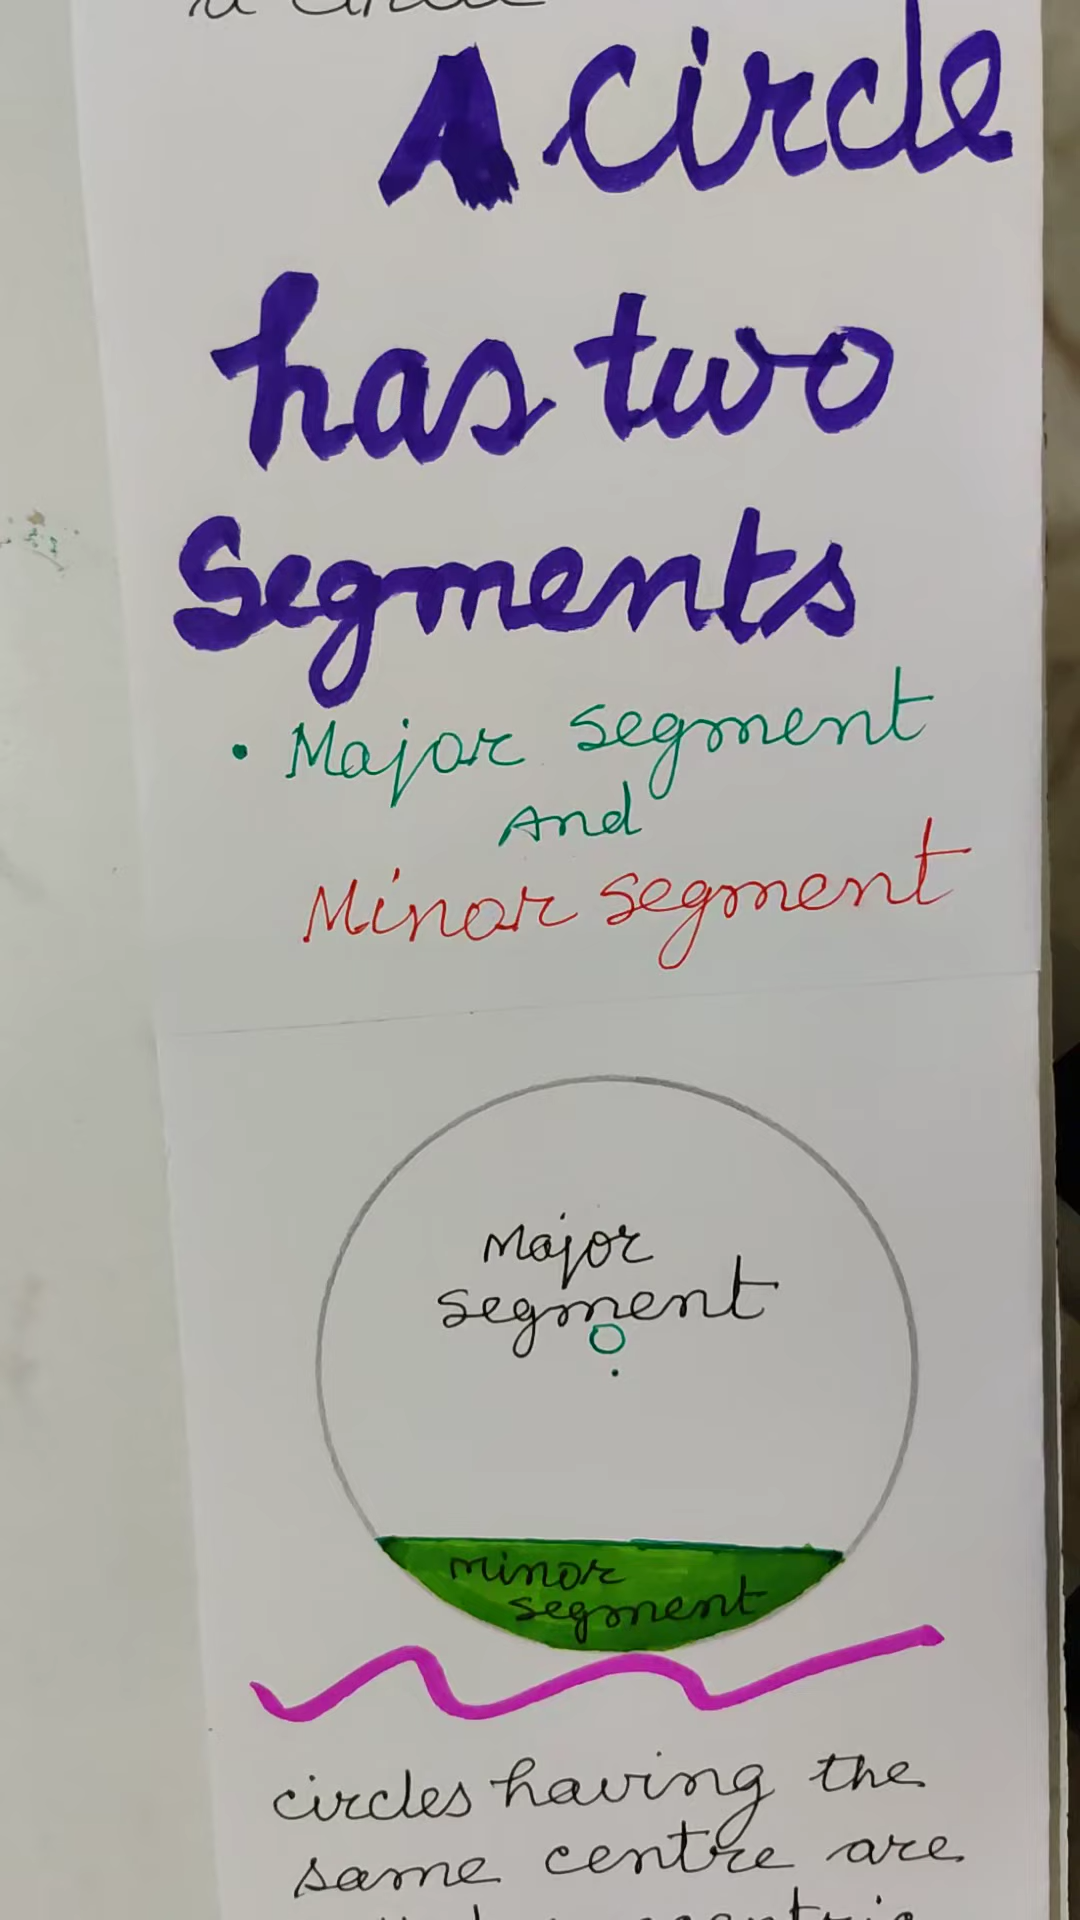 A circle
has two
Segments
• Major segment
And
Minor segment
Major
segment
O
minor
segment
circles having the
same centre are